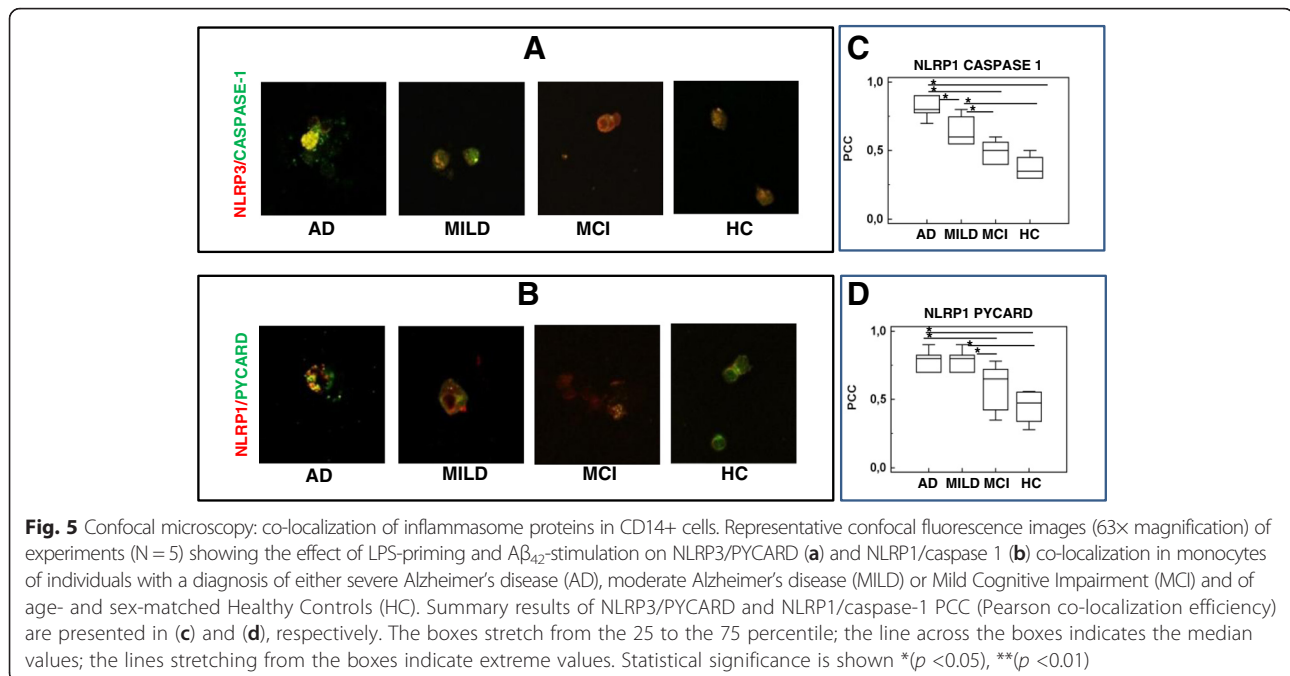 A
NLRP3/CASPASE-1
AD
MILD
MCI
HC
C
NLRP1 CASPASE 1
1,0
0,5
0,0
PCC
*
*
*
*
*
AD MILD MCI HC
B
NLRP1/PYCARD
AD
MILD
MCI
HC
D
NLRP1 PYCARD
1,0
0,5
0,0
PCC
*
*
*
*
AD MILD MCI HC
Fig. 5 Confocal microscopy: co-localization of inflammasome proteins in CD14+ cells. Representative confocal fluorescence images (63× magnification) of
experiments (N = 5) showing the effect of LPS-priming and Aβ₄₂-stimulation on NLRP3/PYCARD (a) and NLRP1/caspase 1 (b) co-localization in monocytes
of individuals with a diagnosis of either severe Alzheimer's disease (AD), moderate Alzheimer's disease (MILD) or Mild Cognitive Impairment (MCI) and of
age- and sex-matched Healthy Controls (HC). Summary results of NLRP3/PYCARD and NLRP1/caspase-1 PCC (Pearson co-localization efficiency)
are presented in (c) and (d), respectively. The boxes stretch from the 25 to the 75 percentile; the line across the boxes indicates the median
values; the lines stretching from the boxes indicate extreme values. Statistical significance is shown *(p <0.05), **(p <0.01)